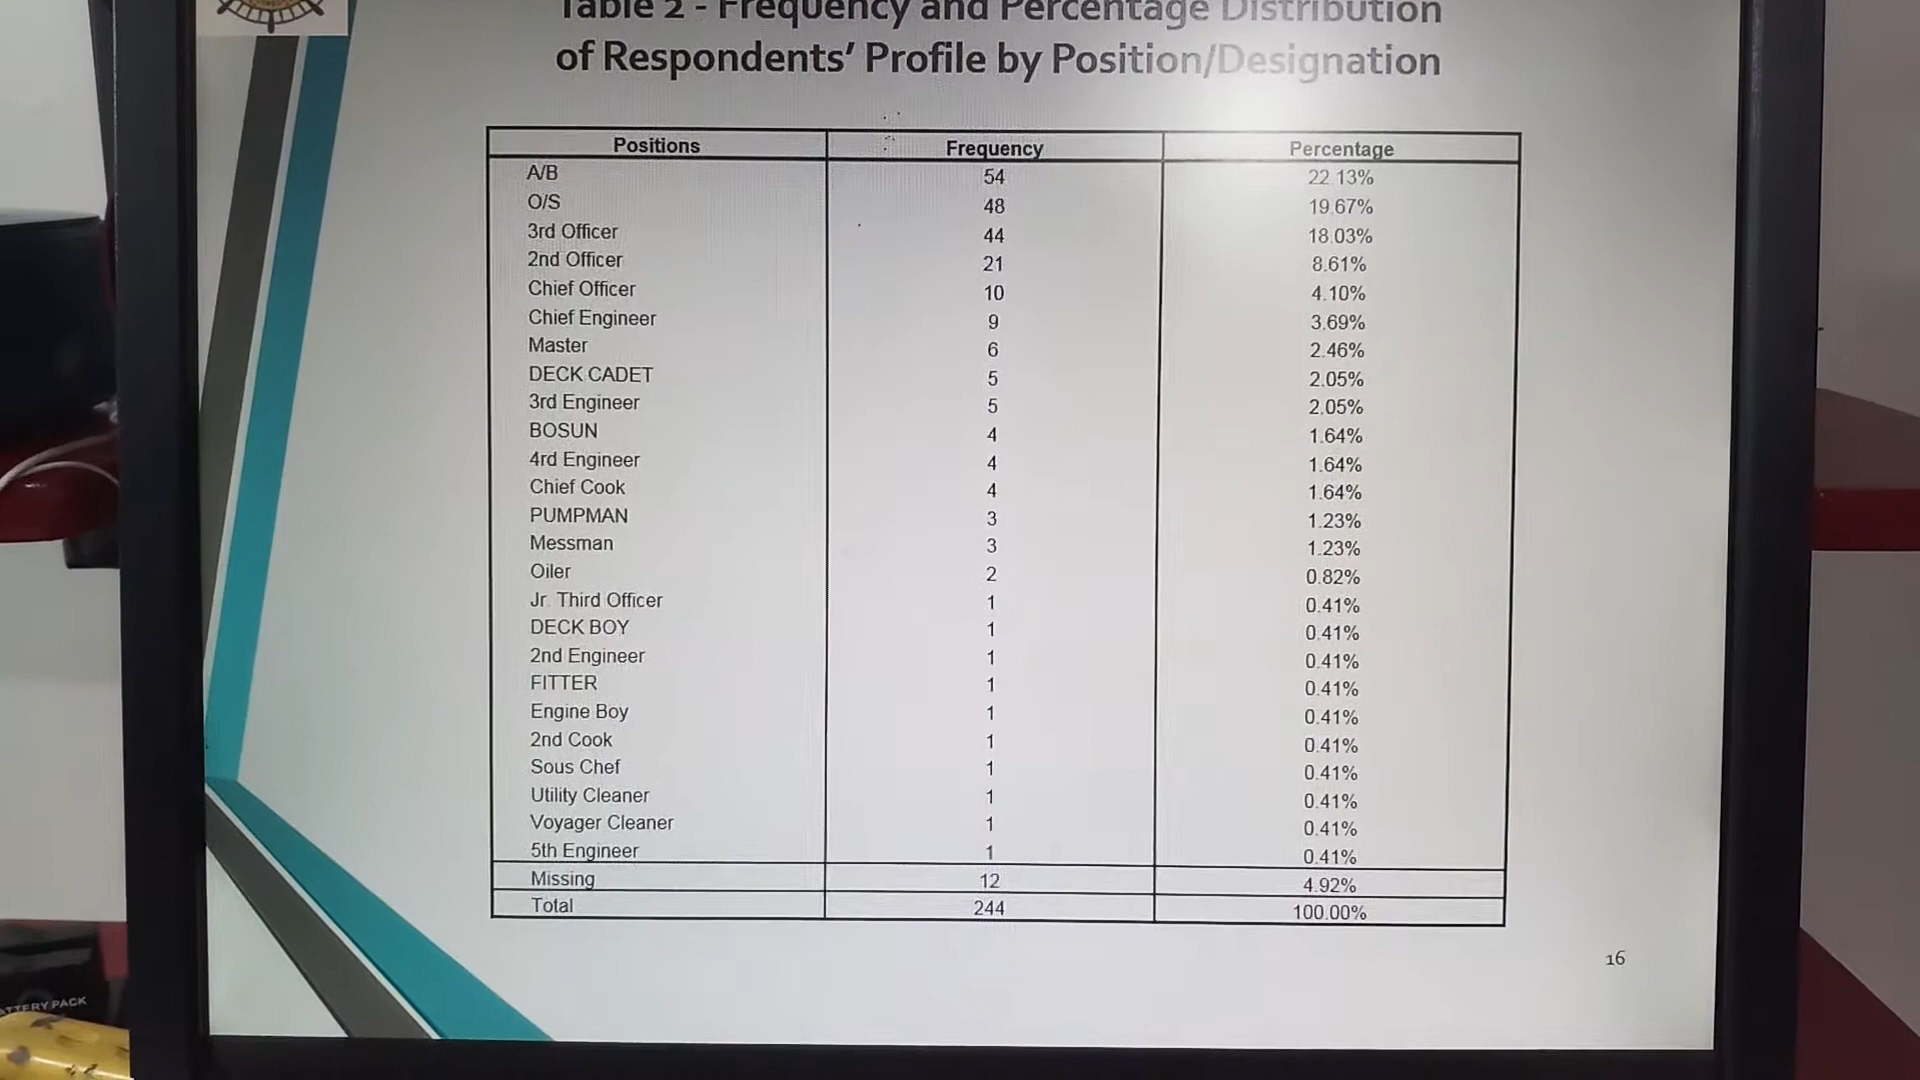 Table 2 - Frequency and Percentage Distribution
of Respondents' Profile by Position/Designation
Positions Frequency Percentage
A/B 54 22.13%
O/S 48 19.67%
3rd Officer 44 18.03%
2nd Officer 21 8.61%
Chief Officer 10 4.10%
Chief Engineer 9 3.69%
Master 6 2.46%
DECK CADET 5 2.05%
3rd Engineer 5 2.05%
BOSUN 4 1.64%
4rd Engineer 4 1.64%
Chief Cook 4 1.64%
PUMPMAN 3 1.23%
Messman 3 1.23%
Oiler 2 0.82%
Jr. Third Officer 1 0.41%
DECK BOY 1 0.41%
2nd Engineer 1 0.41%
FITTER 1 0.41%
Engine Boy 1 0.41%
2nd Cook 1 0.41%
Sous Chef 1 0.41%
Utility Cleaner 1 0.41%
Voyager Cleaner 1 0.41%
5th Engineer 1 0.41%
Missing 12 4.92%
Total 244 100.00%
16
PACK